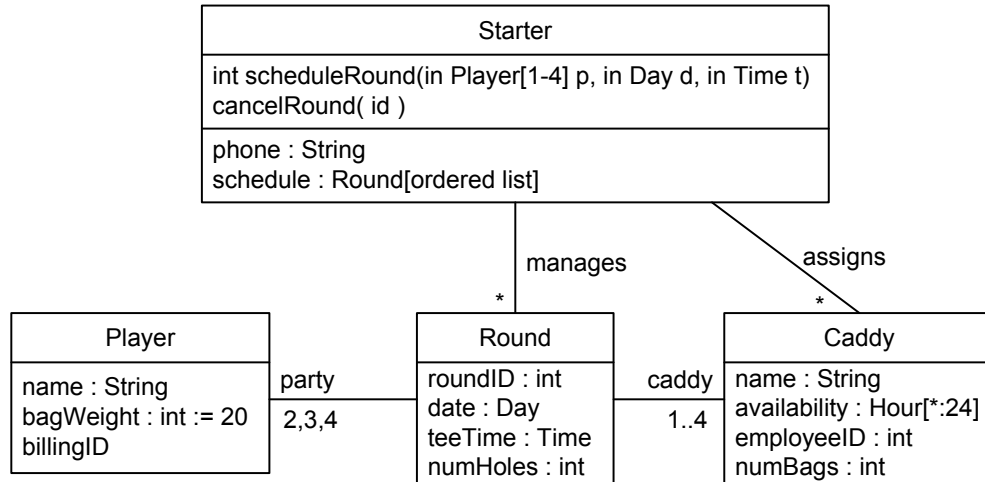 Starter
int scheduleRound(in Player[1-4] p, in Day d, in Time t)
cancelRound( id )
phone : String
schedule : Round[ordered list]
manages
assigns
*
*
Player
name : String
bagWeight : int := 20
billingID
party
2,3,4
Round
roundID : int
date : Day
teeTime : Time
numHoles : int
caddy
1..4
Caddy
name : String
availability : Hour[*:24]
employeeID : int
numBags : int